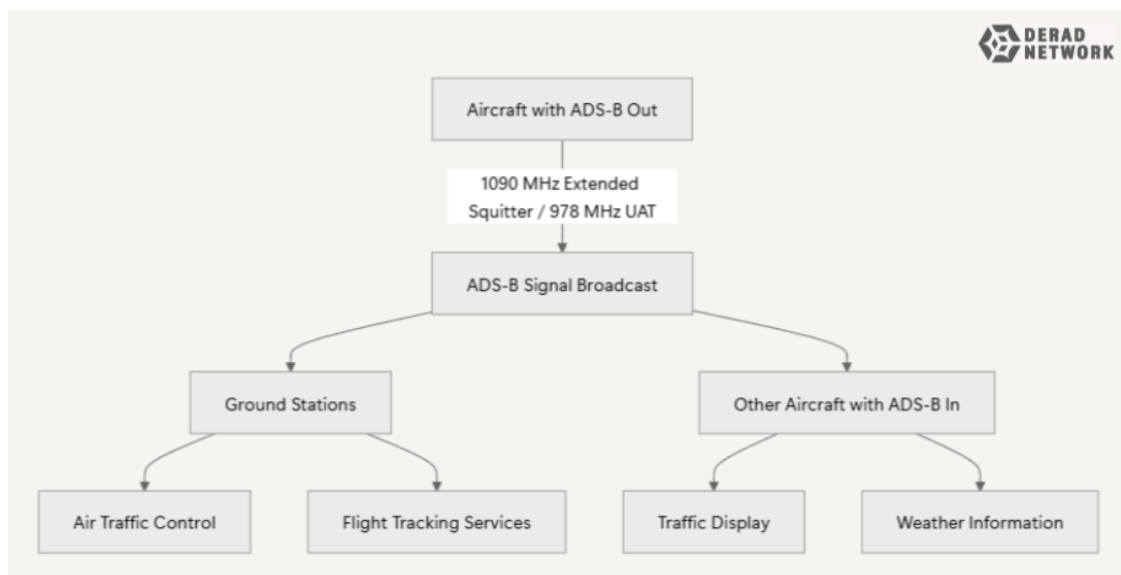 DERAD
NETWORK
Aircraft with ADS-B Out
1090 MHz Extended
Squitter / 978 MHz UAT
ADS-B Signal Broadcast
Ground Stations
Other Aircraft with ADS-B In
Air Traffic Control
Flight Tracking Services
Traffic Display
Weather Information